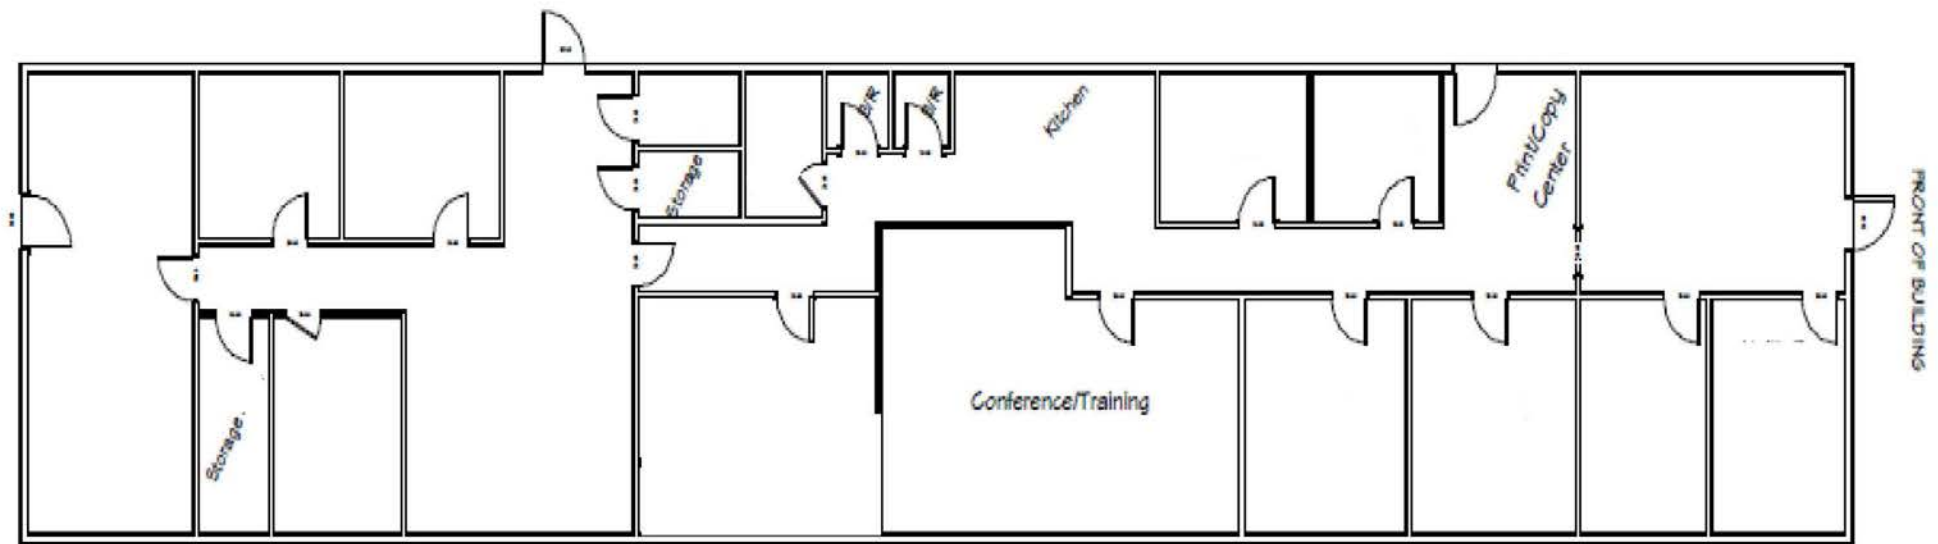 B/R
B/R
Kitchen
Print/Copy
Center
Storage
FRONT OF BUILDING
Conference/Training
Storage.